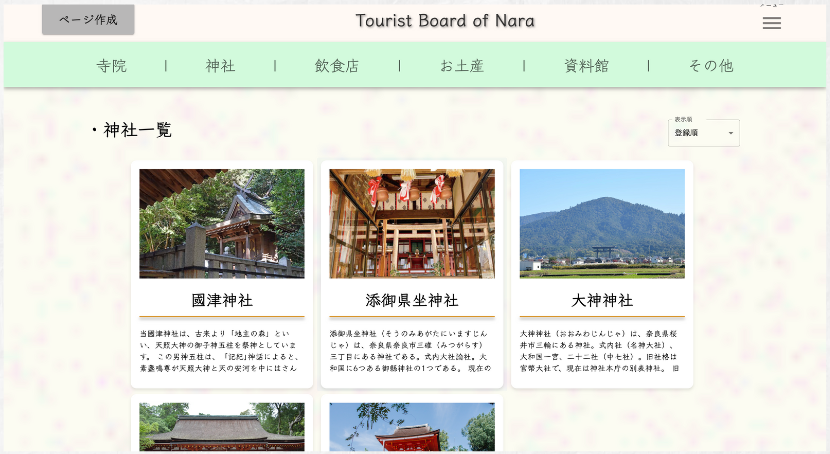 メニュー
ページ作成
Tourist Board of Nara
寺院 | 神社 | 飲食店 | お土産 | 資料館 | その他
・神社一覧
表示順
登録順
國津神社
当國津神社は、古来より「地主の森」とい
い、天照大神の御子神五柱を祭神としていま
す。 この男神五柱は、「記紀」神話によると、
素盞嗚尊が天照大神と天の安河を中にはさん
添御県坐神社
添御県坐神社（そうのみあがたにいますじん
じゃ）は、奈良県奈良市三碓（みつがらす）
三丁目にある神社である。式内大社論社。大
和国に6つある御縣神社の1つである。 現在の
大神神社
大神神社（おおみわじんじゃ）は、奈良県桜
井市三輪にある神社。式内社（名神大社）、
大和国一宮、二十二社（中七社）。旧社格は
官幣大社で、現在は神社本庁の別表神社。 旧